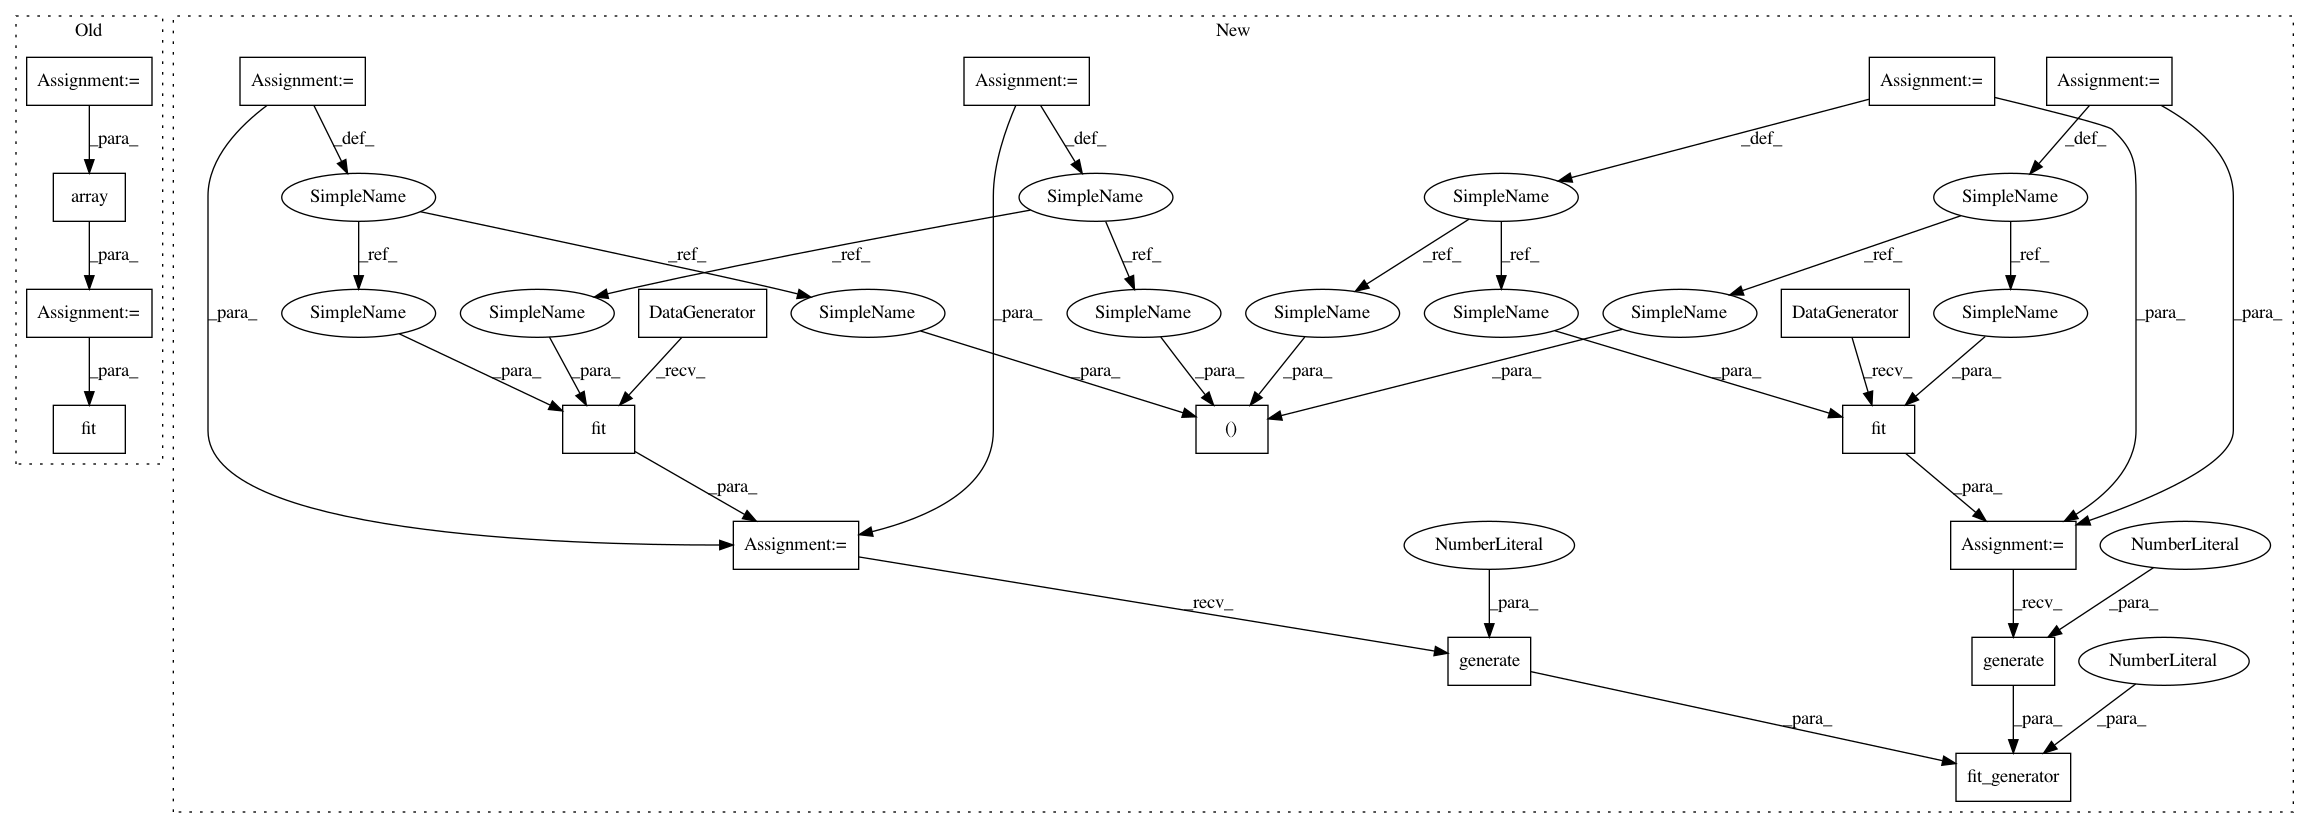 Old
New
Assignment:=
Assignment:=
Assignment:=
Assignment:=
Assignment:=
_para_
_def_
_def_
_def_
_def_
array
SimpleName
SimpleName
SimpleName
SimpleName
_para_
_ref_
_ref_
_ref_
_ref_
_ref_
_ref_
_ref_
_ref_
Assignment:=
_para_
SimpleName
SimpleName
DataGenerator
SimpleName
_para_
SimpleName
SimpleName
SimpleName
SimpleName
DataGenerator
SimpleName
_para_
_para_
_para_
_para_
_para_
_recv_
_para_
_para_
_para_
_para_
_para_
_recv_
_para_
fit
fit
()
fit
_para_
_para_
Assignment:=
NumberLiteral
Assignment:=
NumberLiteral
_recv_
_para_
_recv_
_para_
generate
generate
NumberLiteral
_para_
_para_
_para_
fit_generator